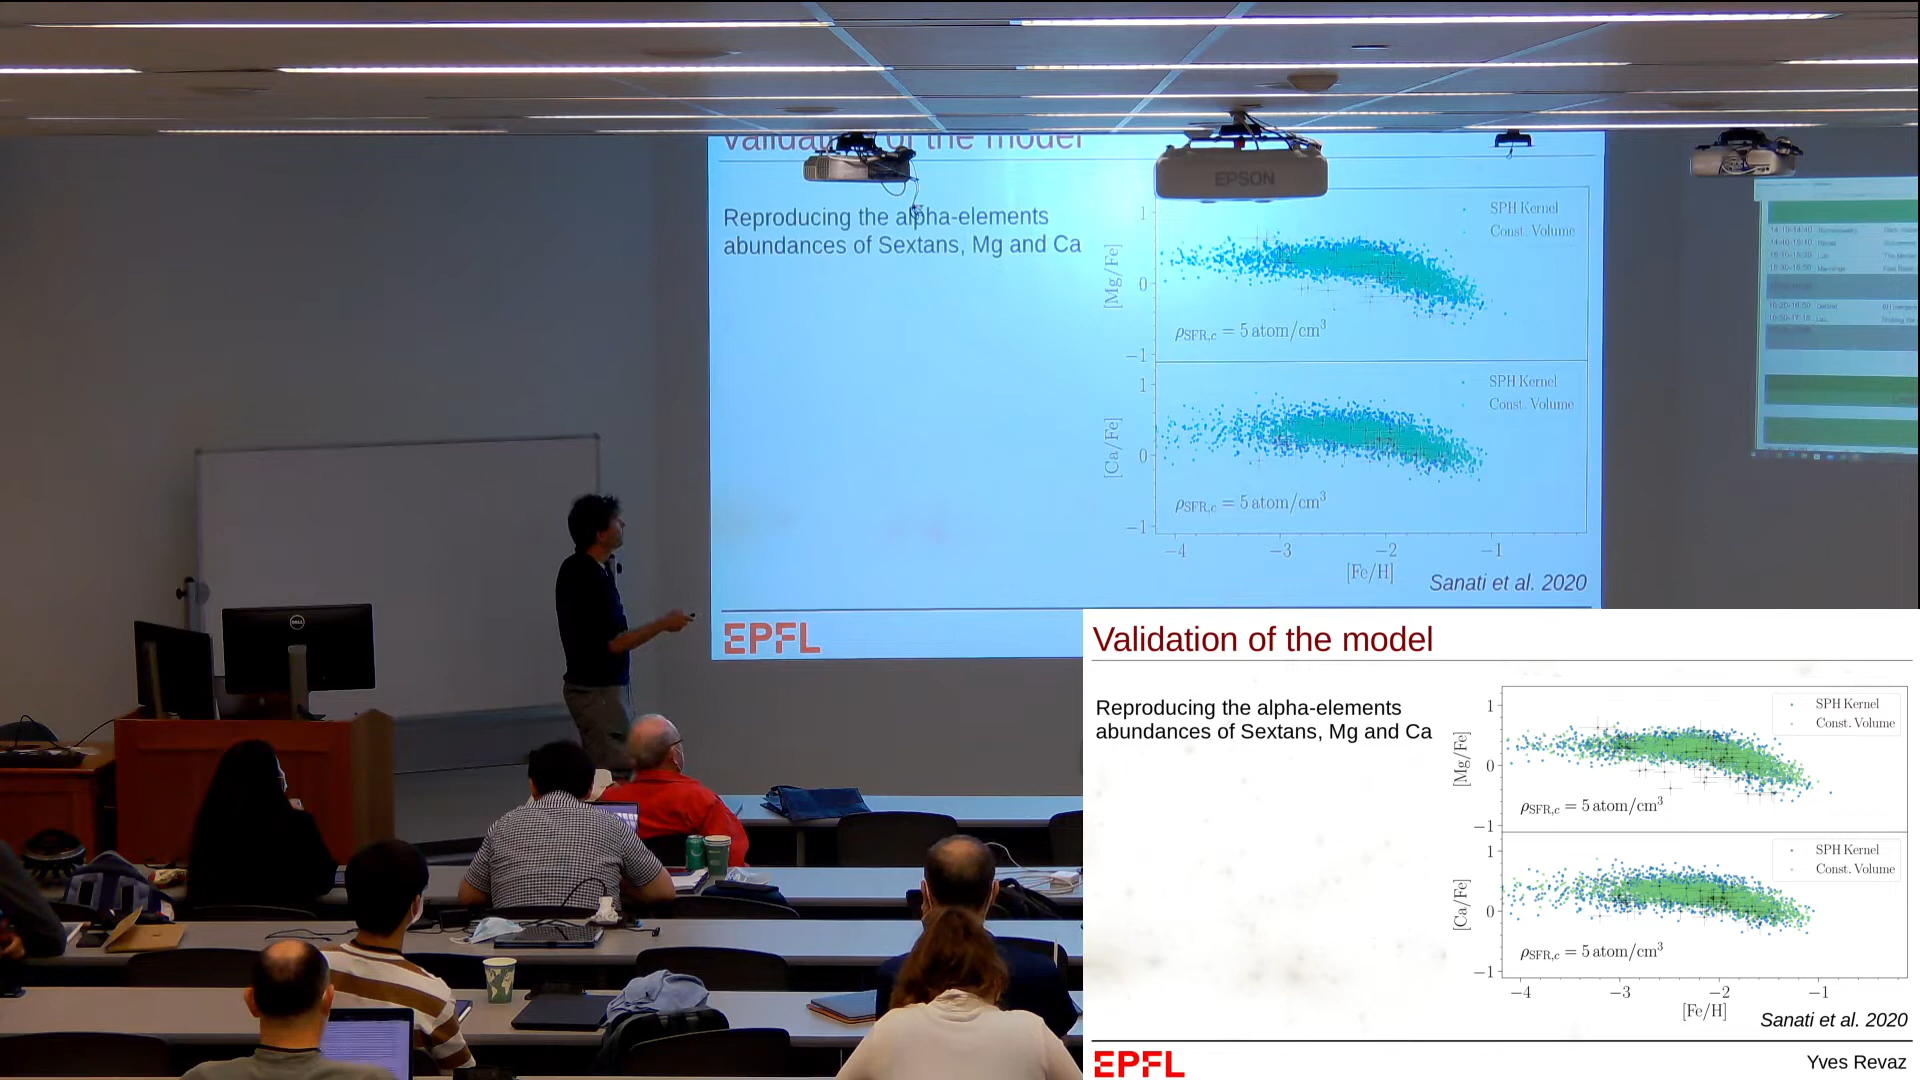 Validation of the model
EPSON
Reproducing the alpha-elements
abundances of Sextans, Mg and Ca
1
0
−1
[Mg/Fe]
SPH Kernel
Const. Volume
ρSFR,c = 5 atom/cm³
1
0
−1
[Ca/Fe]
SPH Kernel
Const. Volume
ρSFR,c = 5 atom/cm³
−4 −3 −2 −1
[Fe/H]
Sanati et al. 2020
EPFL
DELL
Validation of the model
Reproducing the alpha-elements
abundances of Sextans, Mg and Ca
1
0
−1
[Mg/Fe]
SPH Kernel
Const. Volume
ρSFR,c = 5 atom/cm³
1
0
−1
[Ca/Fe]
SPH Kernel
Const. Volume
ρSFR,c = 5 atom/cm³
−4 −3 −2 −1
[Fe/H]
Sanati et al. 2020
EPFL
Yves Revaz